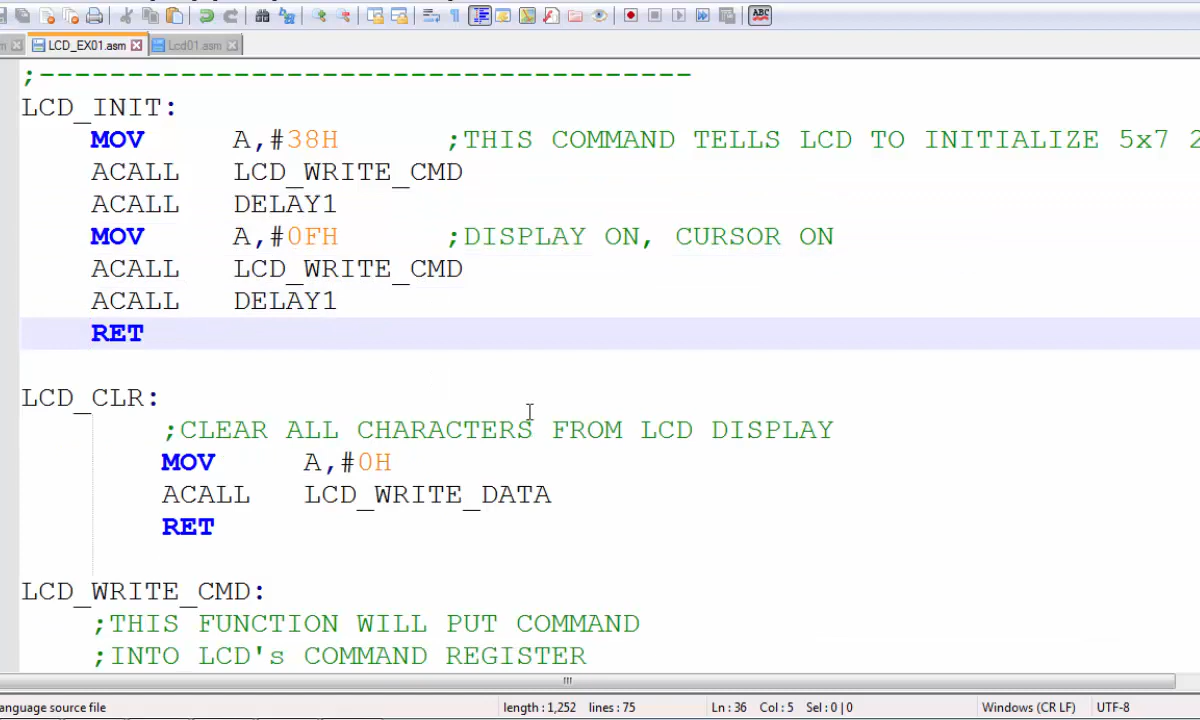 ABC
m LCD_EX01.asm Lcd01.asm
;-------------------------------------
LCD_INIT:
MOV A,#38H ;THIS COMMAND TELLS LCD TO INITIALIZE 5x7 2
ACALL LCD_WRITE_CMD
ACALL DELAY1
MOV A,#0FH ;DISPLAY ON, CURSOR ON
ACALL LCD_WRITE_CMD
ACALL DELAY1
RET
LCD_CLR:
;CLEAR ALL CHARACTERS FROM LCD DISPLAY
MOV A,#0H
ACALL LCD_WRITE_DATA
RET
LCD_WRITE_CMD:
;THIS FUNCTION WILL PUT COMMAND
;INTO LCD's COMMAND REGISTER
anguage source file length : 1,252 lines : 75 Ln : 36 Col : 5 Sel : 0 | 0 Windows (CR LF) UTF-8